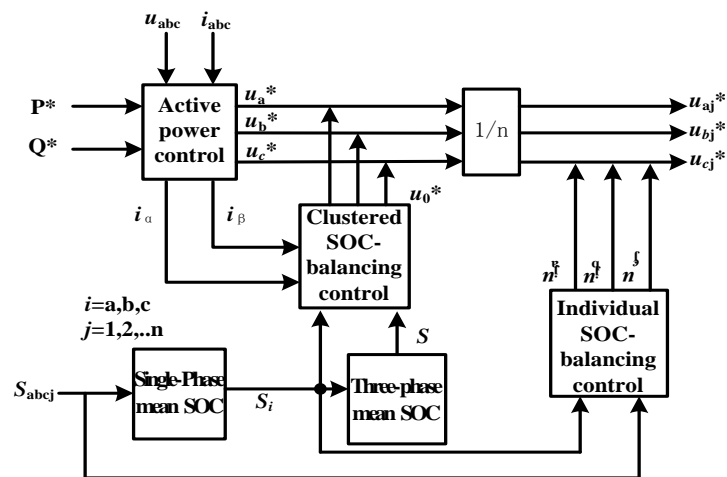 u_abc i_abc
P*
Q*
Active
power
control
u_a*
u_b*
u_c*
1/n
u_aj*
u_bj*
u_cj*
i_α
i_β
u_0*
Clustered
SOC-
balancing
control
i=a,b,c
j=1,2,..n
S_abcj
Single-Phase
mean SOC
S_i
Three-phase
mean SOC
S
Individual
SOC-
balancing
control